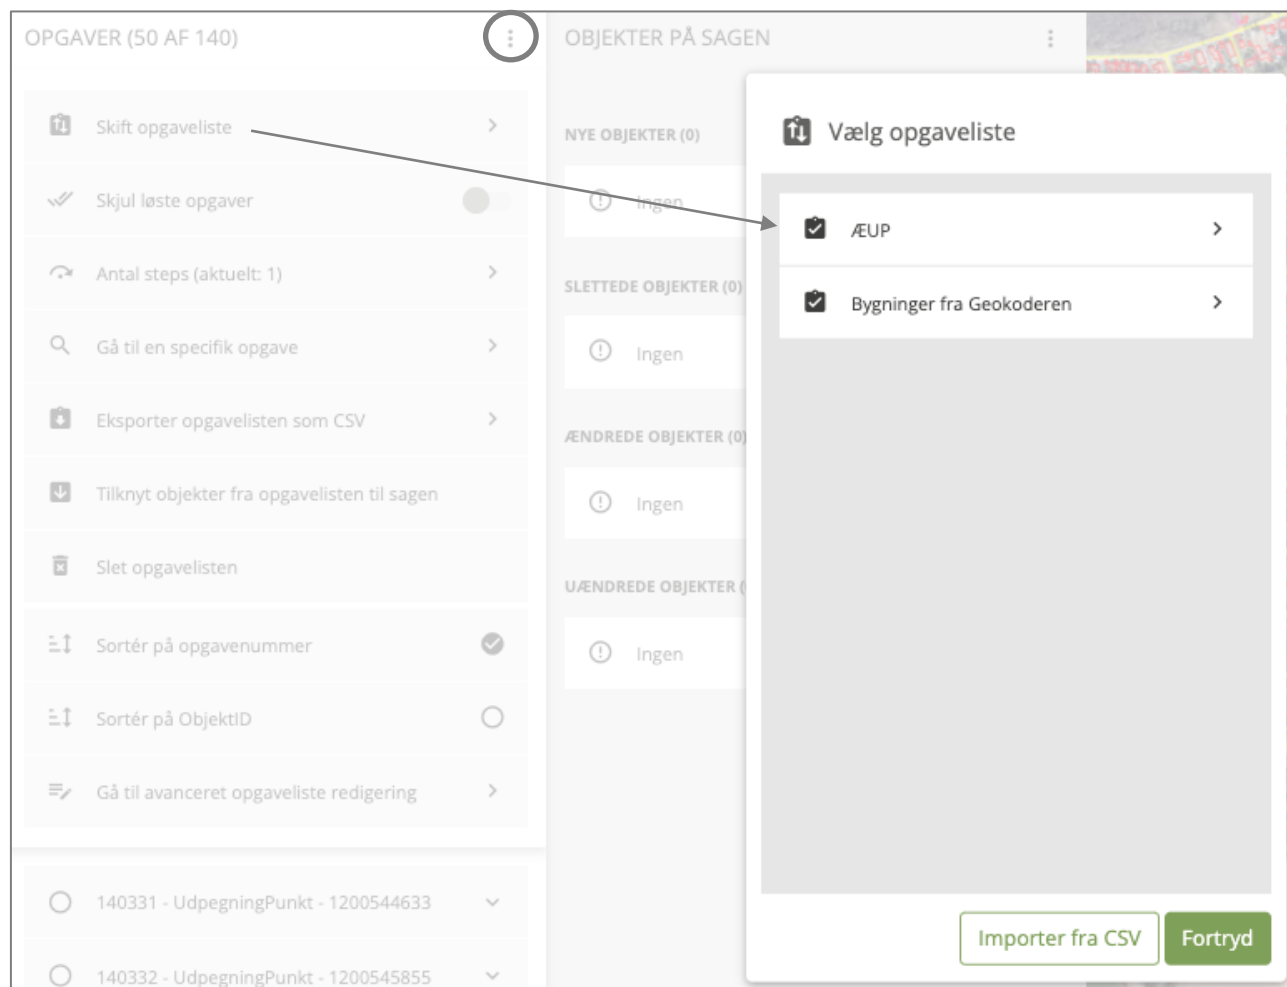 OPGAVER (50 AF 140)
Skift opgaveliste
Skjul løste opgaver
Antal steps (aktuelt: 1)
Gå til en specifik opgave
Eksporter opgavelisten som CSV
Tilknyt objekter fra opgavelisten til sagen
Slet opgavelisten
Sortér på opgavenummer
Sortér på ObjektID
Gå til avanceret opgaveliste redigering
140331 - UdpegningPunkt - 1200544633
140332 - UdpegningPunkt - 1200545855
OBJEKTER PÅ SAGEN
NYE OBJEKTER (0)
Ingen
SLETTEDE OBJEKTER (0)
Ingen
ÆNDREDE OBJEKTER (0)
Ingen
UÆNDREDE OBJEKTER (
Ingen
Vælg opgaveliste
ÆUP
Bygninger fra Geokoderen
Importer fra CSV
Fortryd